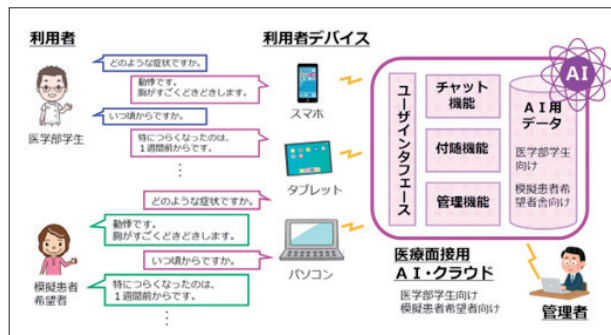 利用者
どのような症状ですか。
動悸です。
胸がすごくどきどきします。
いつ頃からですか。
特につらくなったのは、
1週間前からです。
⋮
医学部学生
どのような症状ですか。
動悸です。
胸がすごくどきどきします。
いつ頃からですか。
特につらくなったのは、
1週間前からです。
⋮
模擬患者
希望者
利用者デバイス
スマホ
タブレット
パソコン
ユーザインタフェース
チャット
機能
付随機能
管理機能
AI
AI用
データ
医学部学生
向け
模擬患者希
望者舎向け
医療面接用
AI・クラウド
医学部学生向け
模擬患者希望者向け
管理者